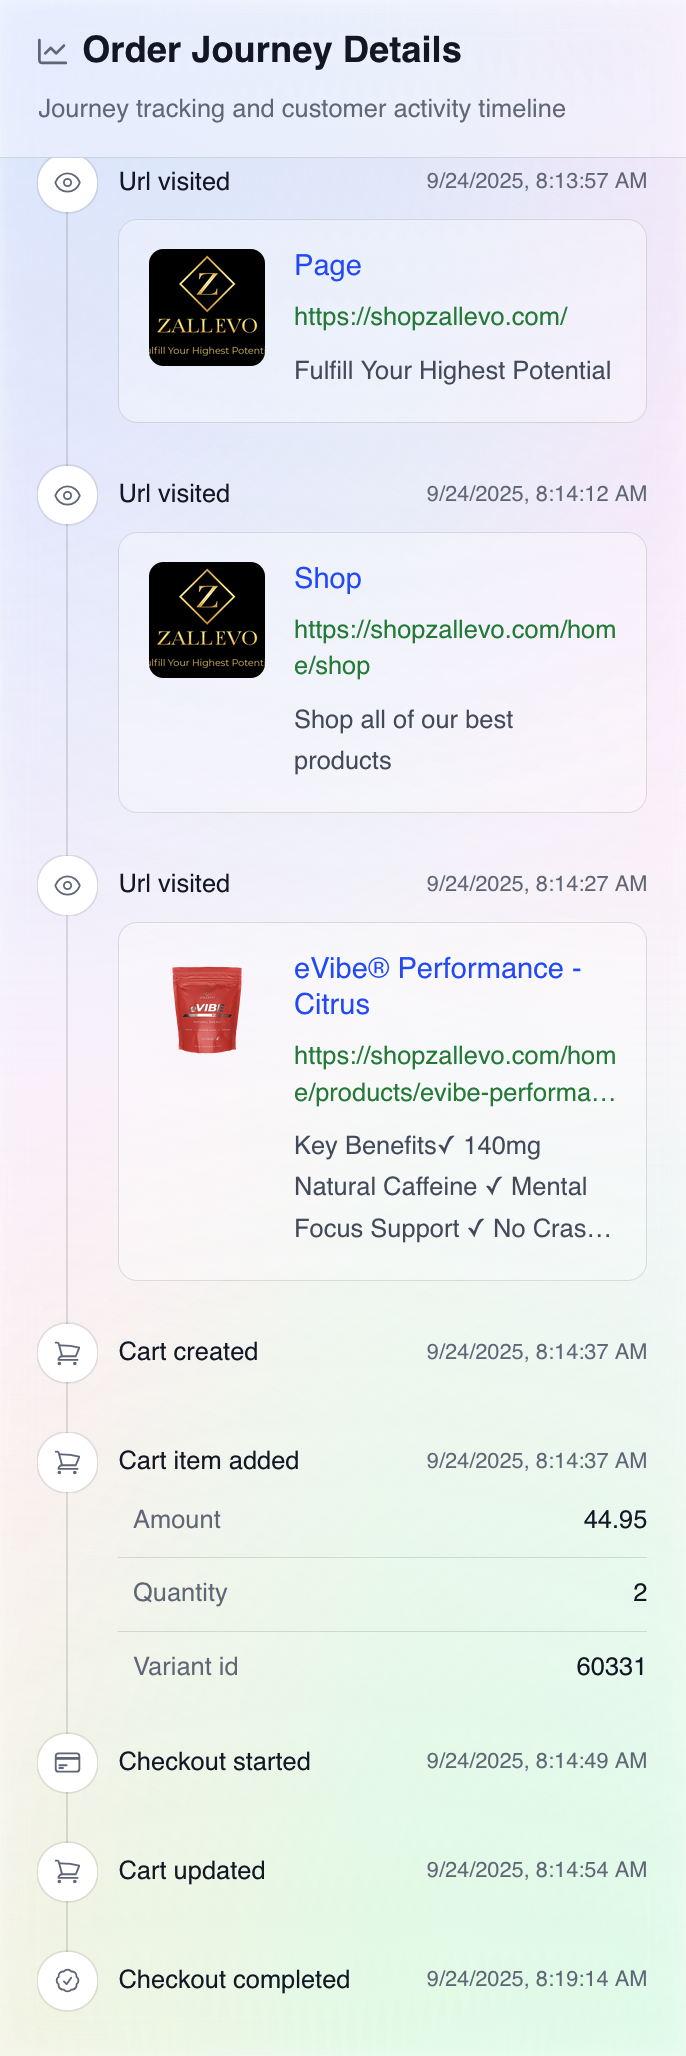 Order Journey Details
Journey tracking and customer activity timeline
Url visited
9/24/2025, 8:13:57 AM
Z
ZALLEVO
ulfill Your Highest Potent
Page
https://shopzallevo.com/
Fulfill Your Highest Potential
Url visited
9/24/2025, 8:14:12 AM
Z
ZALLEVO
ulfill Your Highest Potent
Shop
https://shopzallevo.com/hom
e/shop
Shop all of our best
products
Url visited
9/24/2025, 8:14:27 AM
eVIBE
eVibe® Performance -
Citrus
https://shopzallevo.com/hom
e/products/evibe-performa…
Key Benefits✓ 140mg
Natural Caffeine ✓ Mental
Focus Support ✓ No Cras…
Cart created
9/24/2025, 8:14:37 AM
Cart item added
9/24/2025, 8:14:37 AM
Amount
44.95
Quantity
2
Variant id
60331
Checkout started
9/24/2025, 8:14:49 AM
Cart updated
9/24/2025, 8:14:54 AM
Checkout completed
9/24/2025, 8:19:14 AM